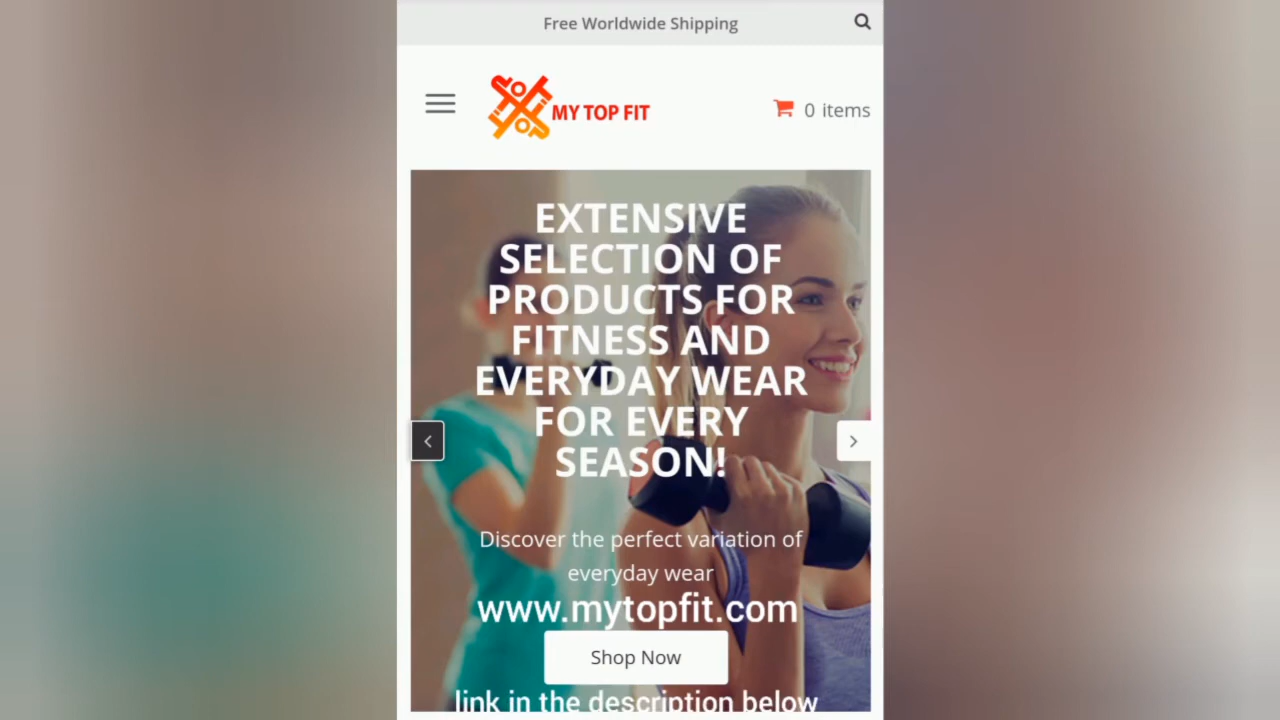 Free Worldwide Shipping
MY TOP FIT
0 items
EXTENSIVE
SELECTION OF
PRODUCTS FOR
FITNESS AND
EVERYDAY WEAR
FOR EVERY
SEASON!
Discover the perfect variation of
everyday wear
www.mytopfit.com
Shop Now
link in the description below